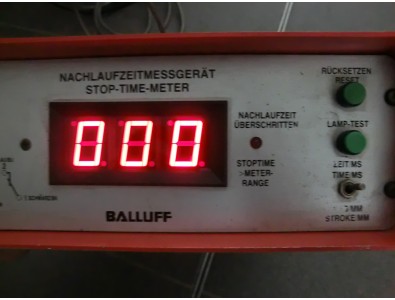 NACHLAUFZEITMESSGERÄT
STOP-TIME-METER
000
NACHLAUFZEIT
ÜBERSCHRITTEN
STOPTIME
>METER-
RANGE
BALLUFF
RÜCKSETZEN
RESET
LAMP-TEST
ZEIT/MS
TIME/MS
MM
STROKE/MM